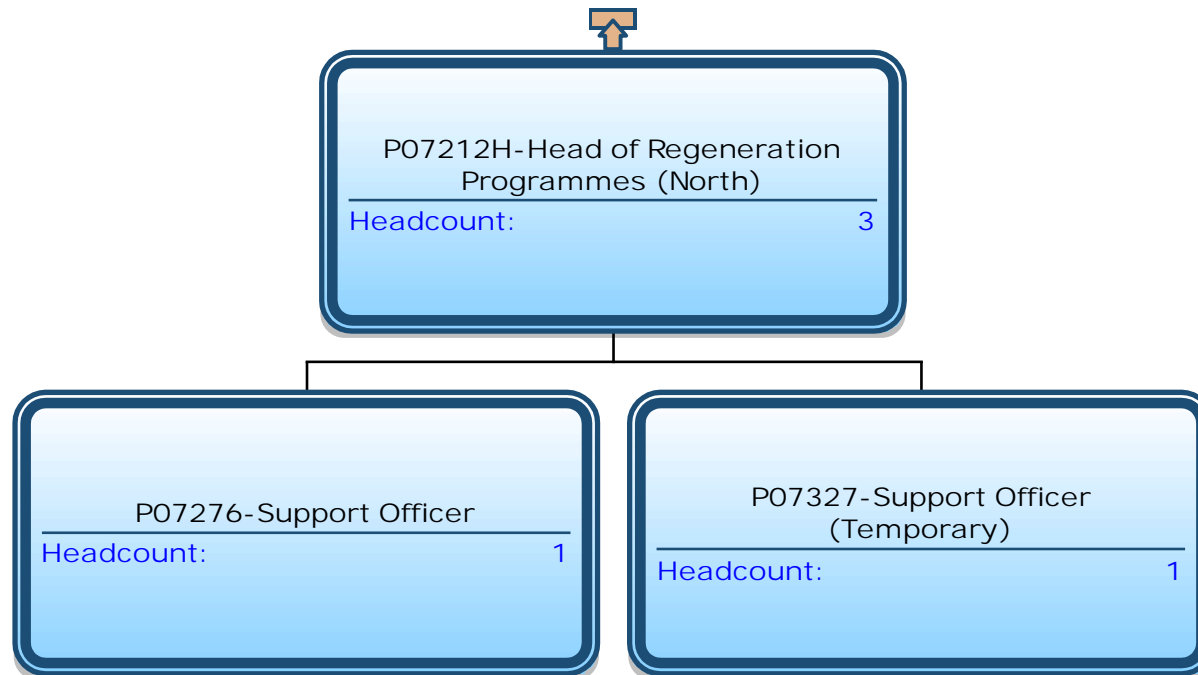 P07212H-Head of Regeneration
Programmes (North)
Headcount: 3
P07276-Support Officer
Headcount: 1
P07327-Support Officer
(Temporary)
Headcount: 1